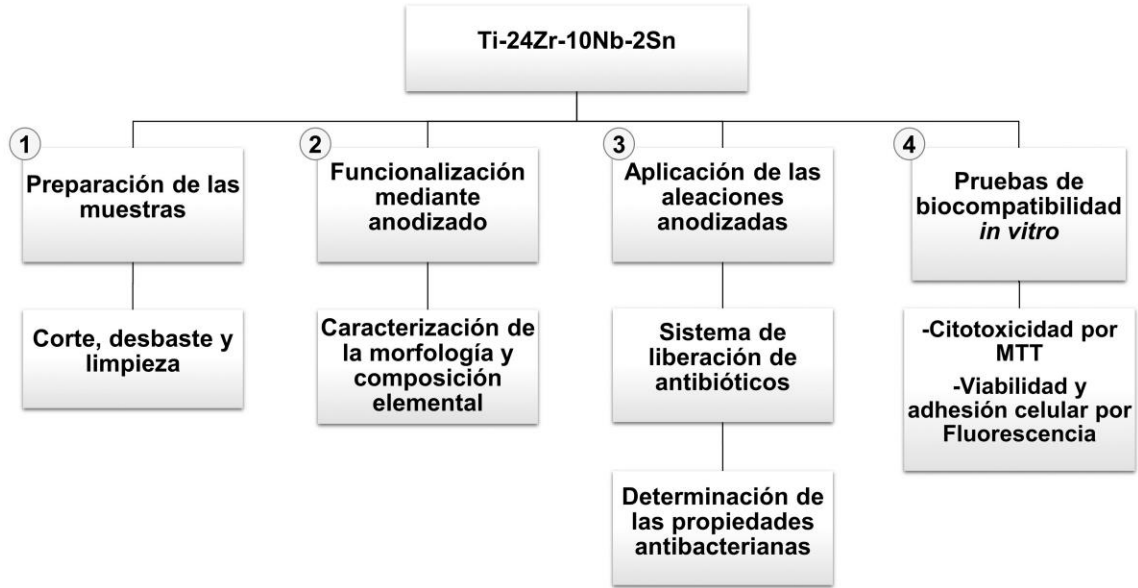 Ti-24Zr-10Nb-2Sn
1
Preparación de las
muestras
Corte, desbaste y
limpieza
2
Funcionalización
mediante
anodizado
Caracterización de
la morfología y
composición
elemental
3
Aplicación de las
aleaciones
anodizadas
Sistema de
liberación de
antibióticos
Determinación de
las propiedades
antibacterianas
4
Pruebas de
biocompatibilidad
in vitro
-Citotoxicidad por
MTT
-Viabilidad y
adhesión celular por
Fluorescencia